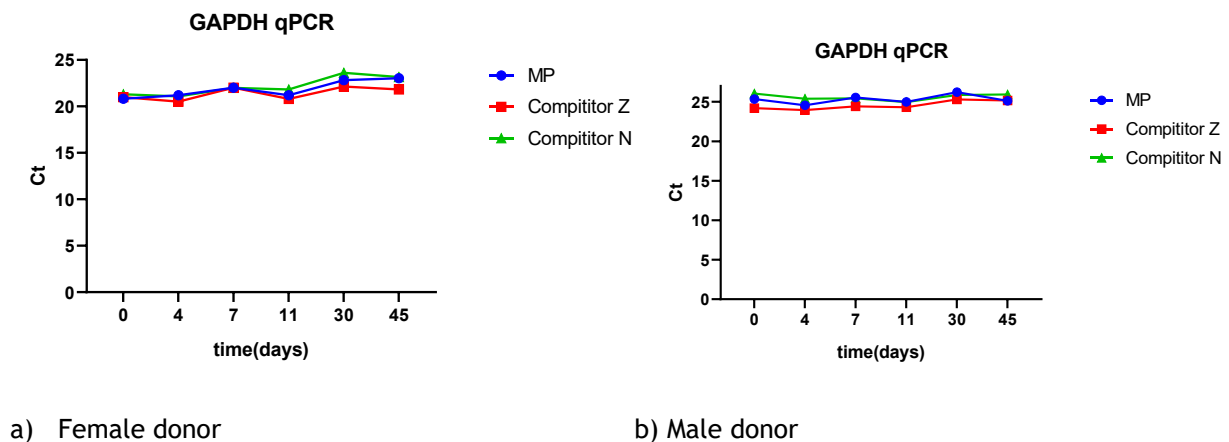 GAPDH qPCR
25
20
15
10
5
0
Ct
0 4 7 11 30 45
time(days)
MP
Compititor Z
Compititor N
a) Female donor
GAPDH qPCR
25
20
15
10
5
0
Ct
0 4 7 11 30 45
time(days)
MP
Compititor Z
Compititor N
b) Male donor